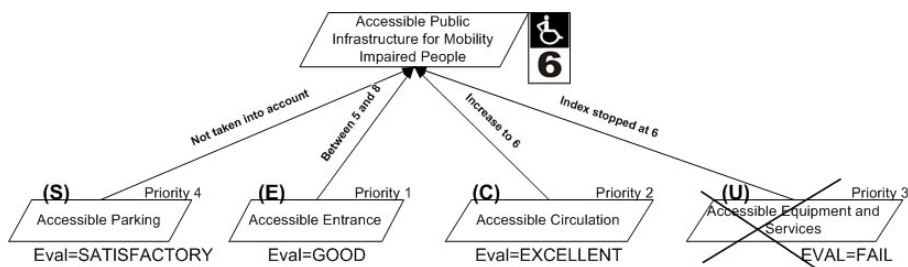 Accessible Public
Infrastructure for Mobility
Impaired People
6
Not taken into account
Between 5 and 8
Increase to 6
Index stopped at 6
(S) Priority 4
Accessible Parking
Eval=SATISFACTORY
(E) Priority 1
Accessible Entrance
Eval=GOOD
(C) Priority 2
Accessible Circulation
Eval=EXCELLENT
(U) Priority 3
Accessible Equipment and
Services
EVAL=FAIL